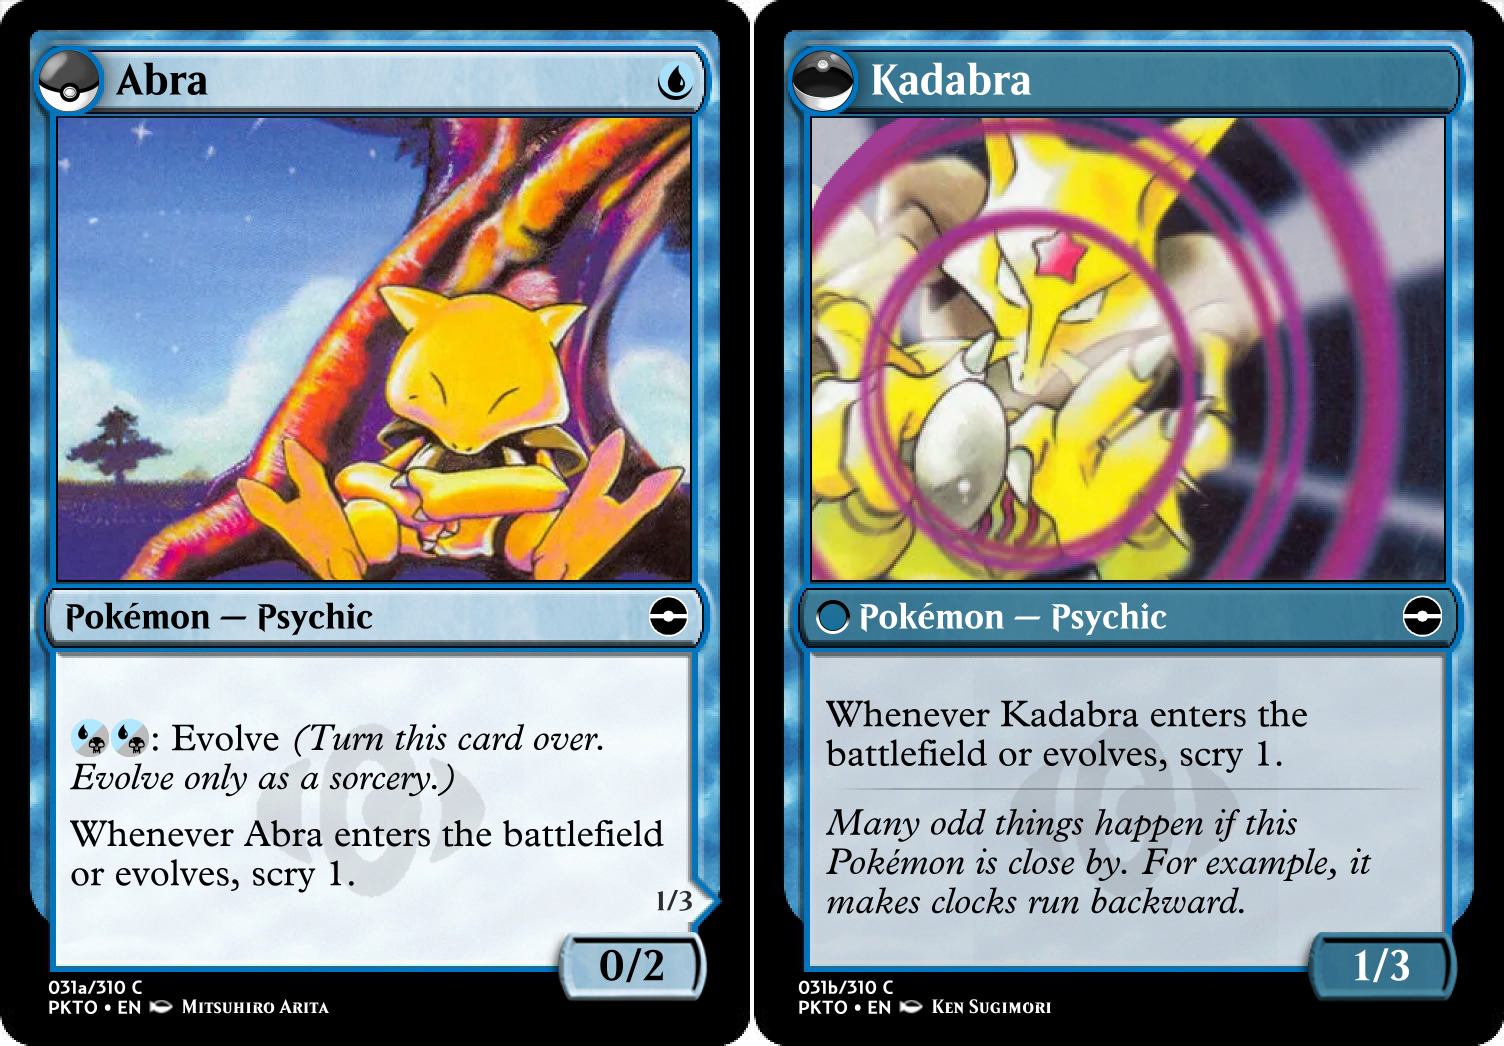 Abra
Pokémon — Psychic
: Evolve (Turn this card over.
Evolve only as a sorcery.)
Whenever Abra enters the battlefield
or evolves, scry 1.
1/3
0/2
031a/310 C
PKTO • EN Mitsuhiro Arita
Kadabra
Pokémon — Psychic
Whenever Kadabra enters the
battlefield or evolves, scry 1.
Many odd things happen if this
Pokémon is close by. For example, it
makes clocks run backward.
1/3
031b/310 C
PKTO • EN Ken Sugimori